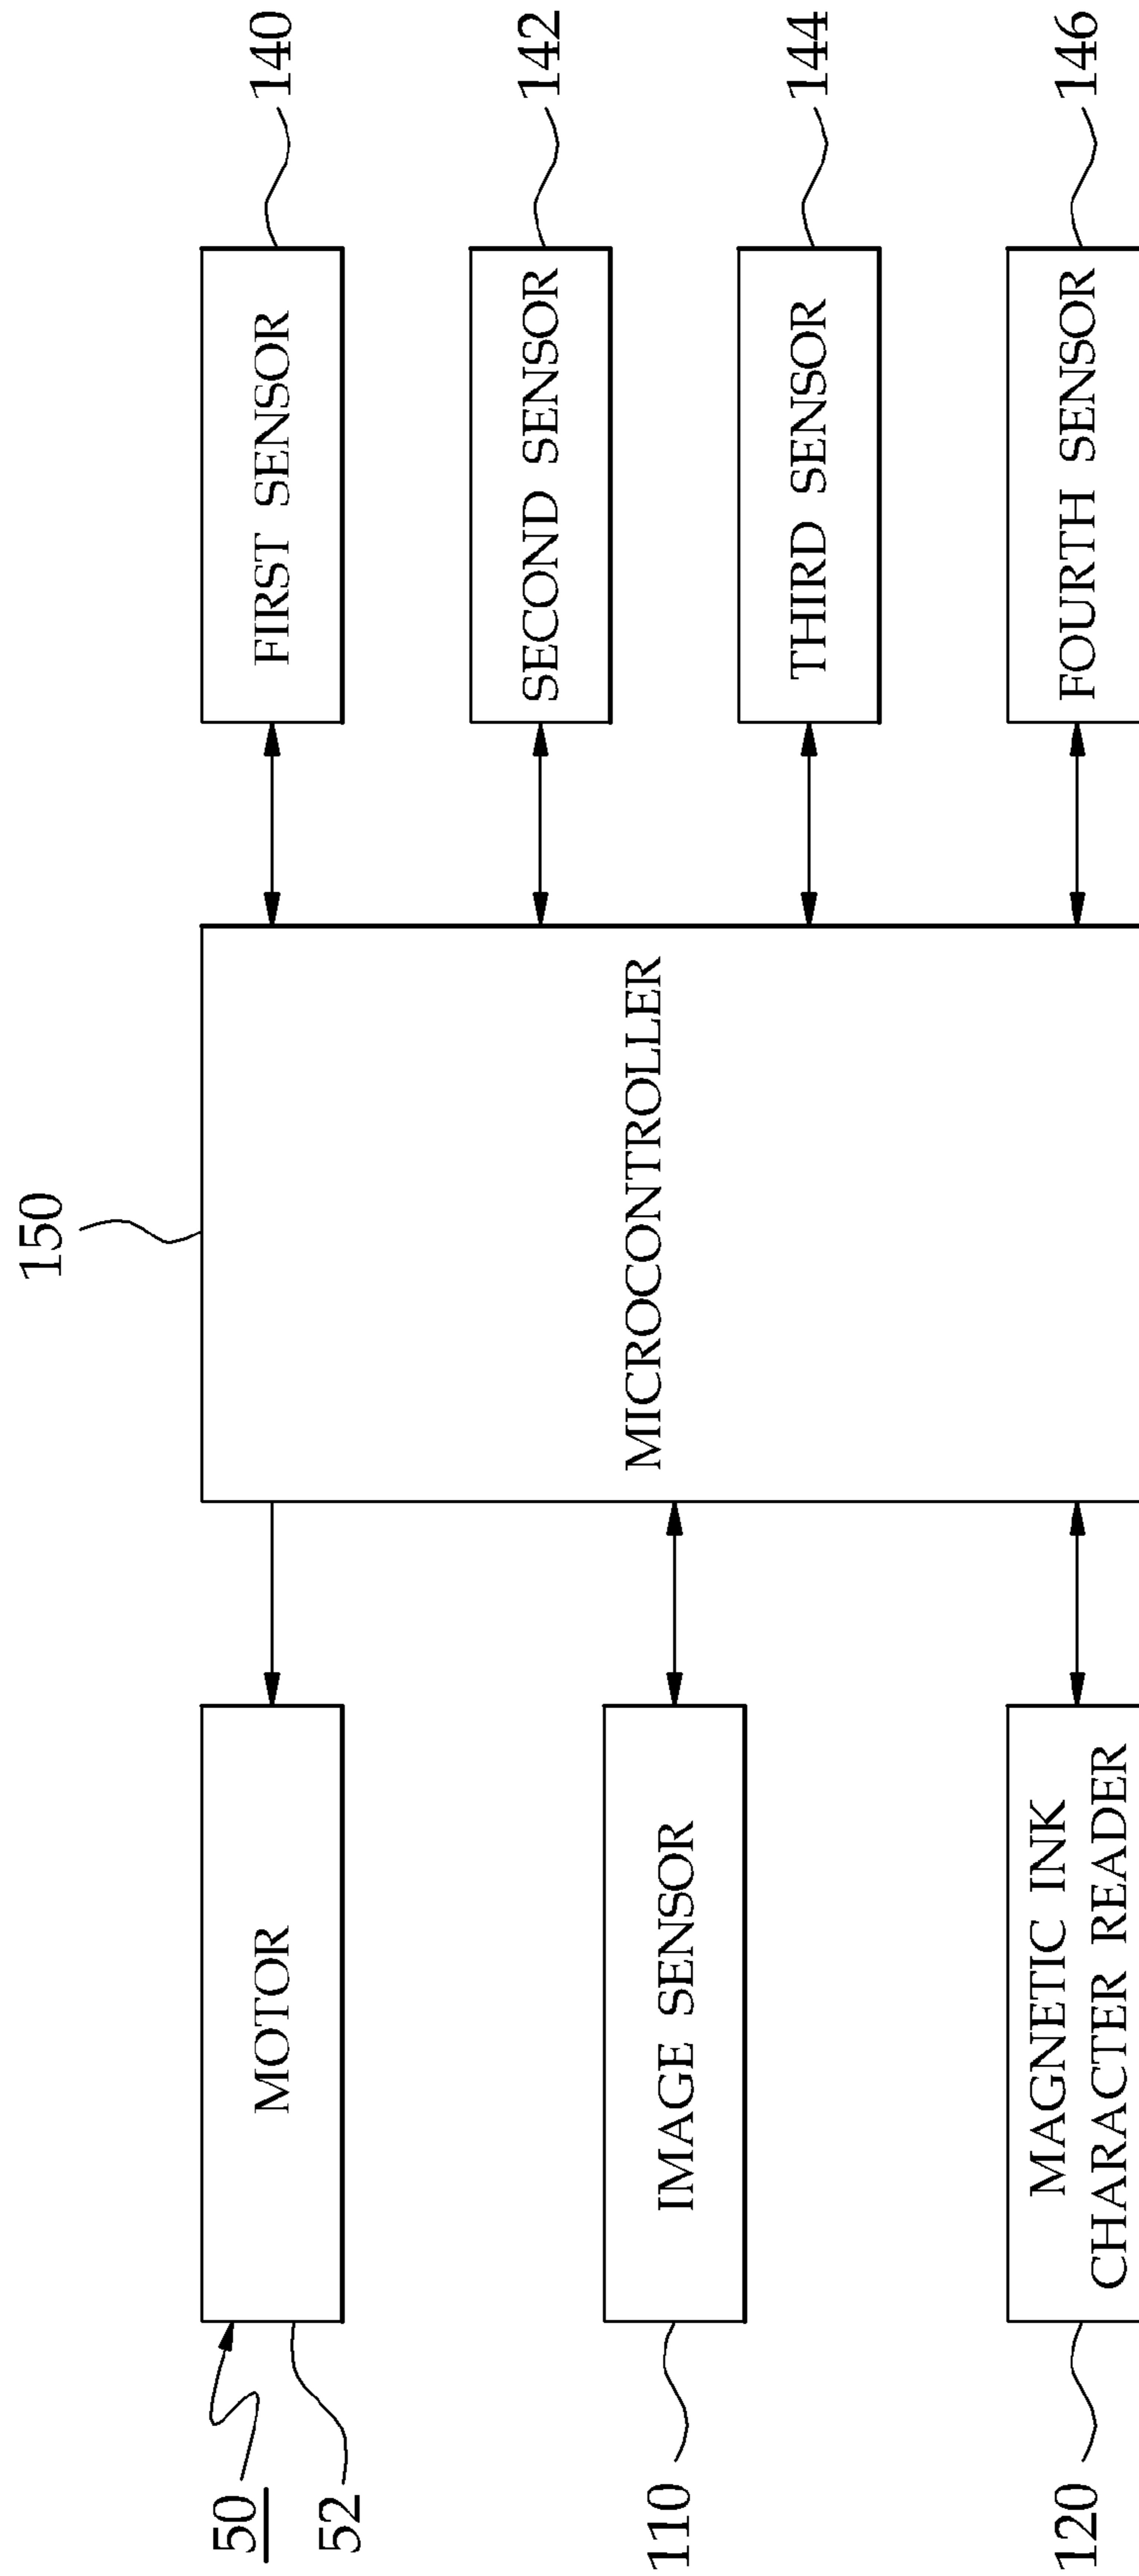 150
50
52
MOTOR
MICROCONTROLLER
FIRST SENSOR
140
SECOND SENSOR
142
110
IMAGE SENSOR
THIRD SENSOR
144
120
MAGNETIC INK
CHARACTER READER
FOURTH SENSOR
146